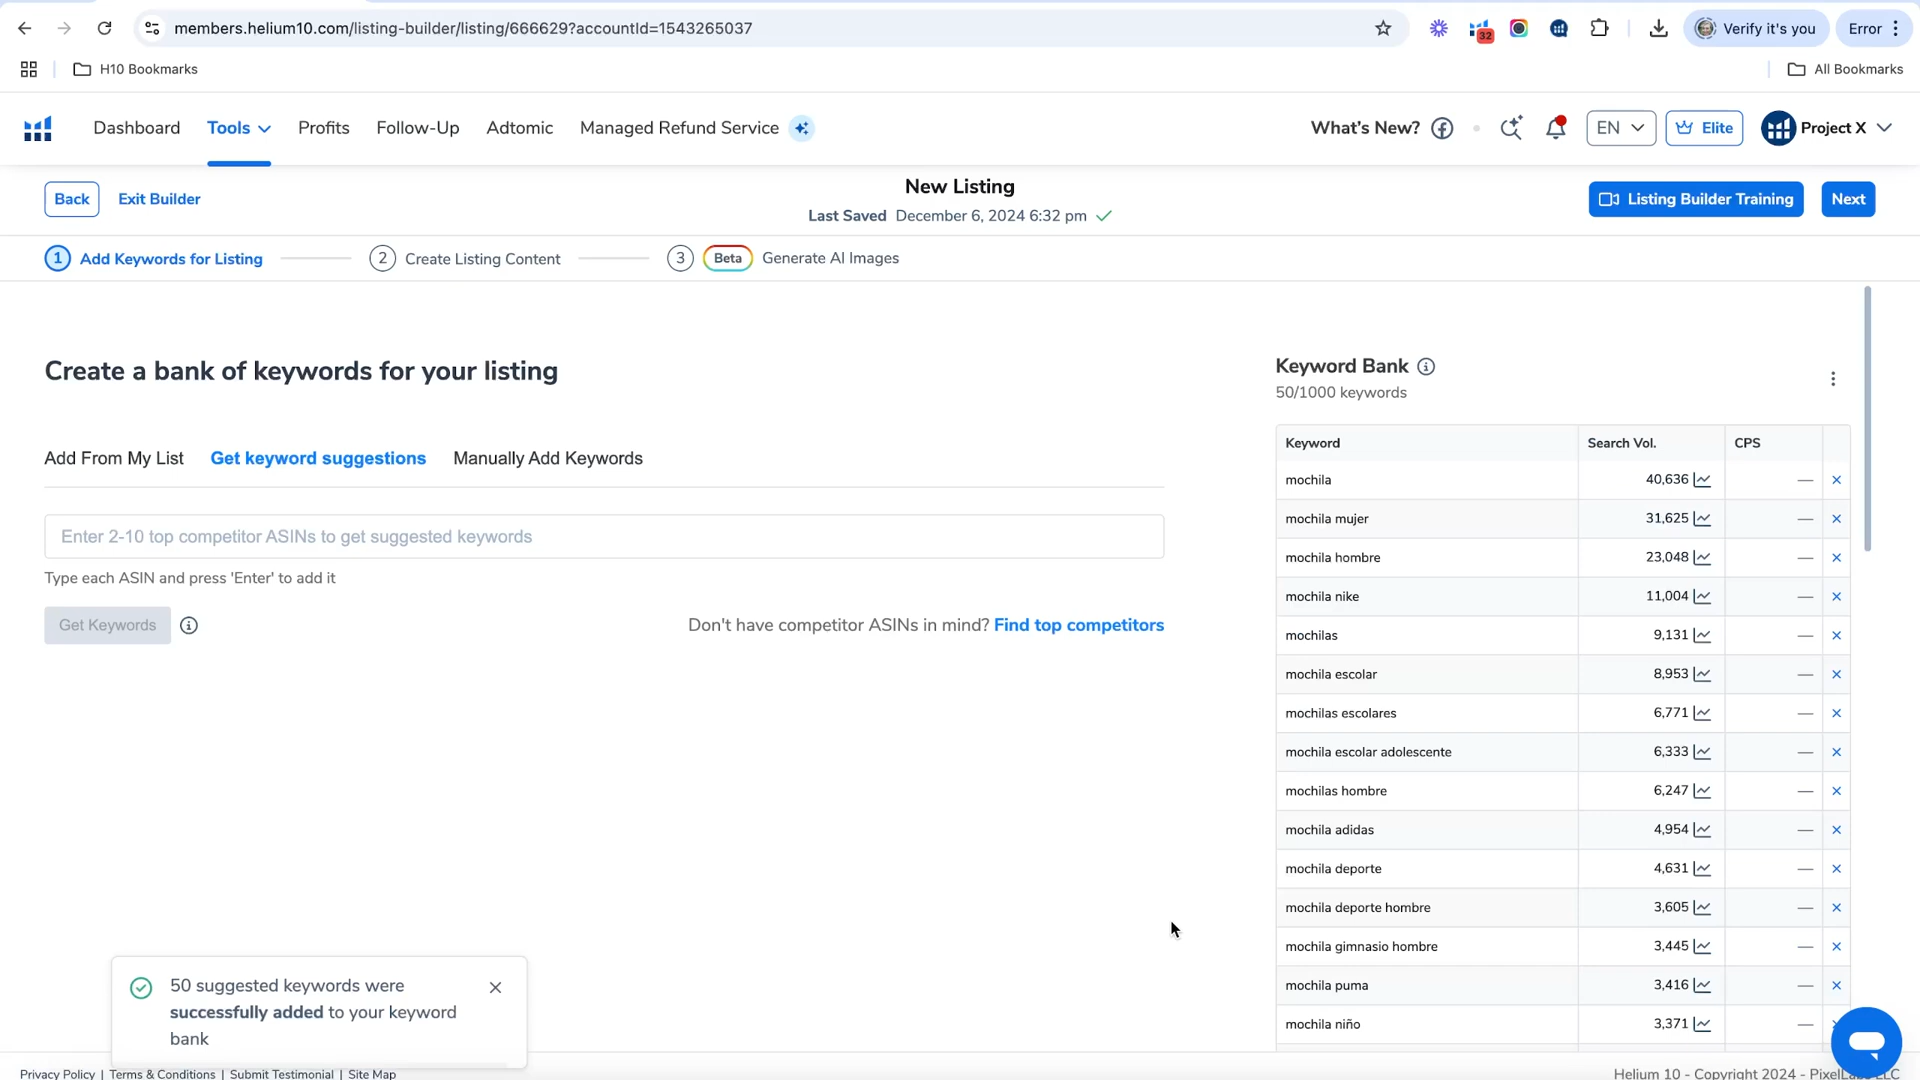 members.helium10.com/listing-builder/listing/666629?accountId=1543265037
32
Verify it's you
Error
H10 Bookmarks
All Bookmarks
Dashboard
Tools
Profits
Follow-Up
Adtomic
Managed Refund Service
What's New?
EN
Elite
Project X
Back
Exit Builder
New Listing
Last Saved December 6, 2024 6:32 pm
Listing Builder Training
Next
1 Add Keywords for Listing
2 Create Listing Content
3 Beta Generate AI Images
Create a bank of keywords for your listing
Add From My List
Get keyword suggestions
Manually Add Keywords
Enter 2-10 top competitor ASINs to get suggested keywords
Type each ASIN and press 'Enter' to add it
Get Keywords
Don't have competitor ASINs in mind? Find top competitors
Keyword Bank
50/1000 keywords
Keyword Search Vol. CPS
mochila 40,636 —
mochila mujer 31,625 —
mochila hombre 23,048 —
mochila nike 11,004 —
mochilas 9,131 —
mochila escolar 8,953 —
mochilas escolares 6,771 —
mochila escolar adolescente 6,333 —
mochilas hombre 6,247 —
mochila adidas 4,954 —
mochila deporte 4,631 —
mochila deporte hombre 3,605 —
mochila gimnasio hombre 3,445 —
mochila puma 3,416 —
mochila niño 3,371 —
50 suggested keywords were
successfully added to your keyword
bank
Privacy Policy | Terms & Conditions | Submit Testimonial | Site Map
Helium 10 - Copyright 2024 -